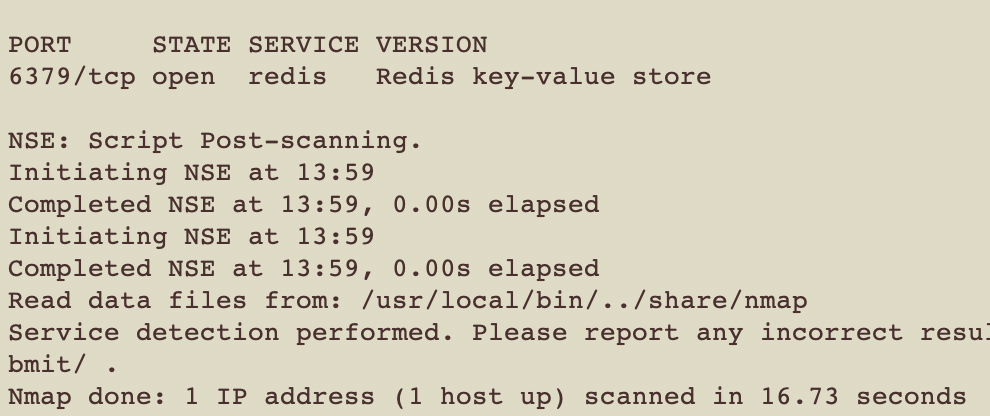 PORT     STATE SERVICE VERSION
6379/tcp open  redis   Redis key-value store
NSE: Script Post-scanning.
Initiating NSE at 13:59
Completed NSE at 13:59, 0.00s elapsed
Initiating NSE at 13:59
Completed NSE at 13:59, 0.00s elapsed
Read data files from: /usr/local/bin/../share/nmap
Service detection performed. Please report any incorrect resul
bmit/ .
Nmap done: 1 IP address (1 host up) scanned in 16.73 seconds